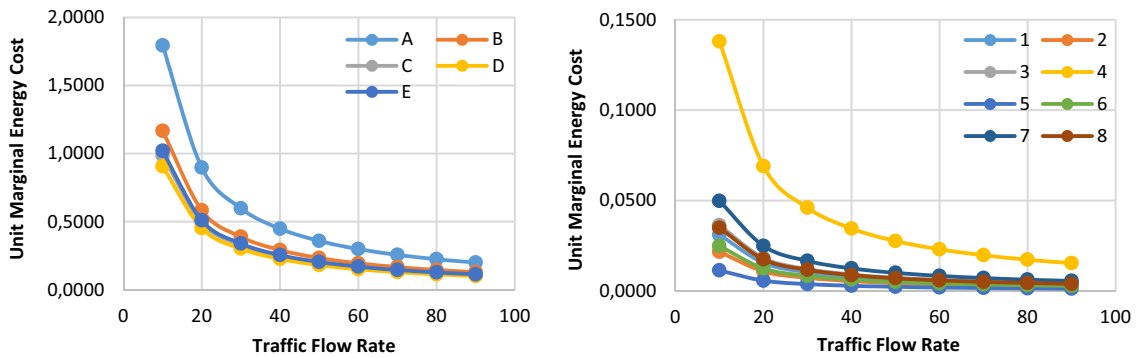 Unit Marginal Energy Cost
2,0000
1,5000
1,0000
0,5000
0,0000
A B
C D
E
0 20 40 60 80 100
Traffic Flow Rate
Unit Marginal Energy Cost
0,1500
0,1000
0,0500
0,0000
1 2
3 4
5 6
7 8
0 20 40 60 80 100
Traffic Flow Rate